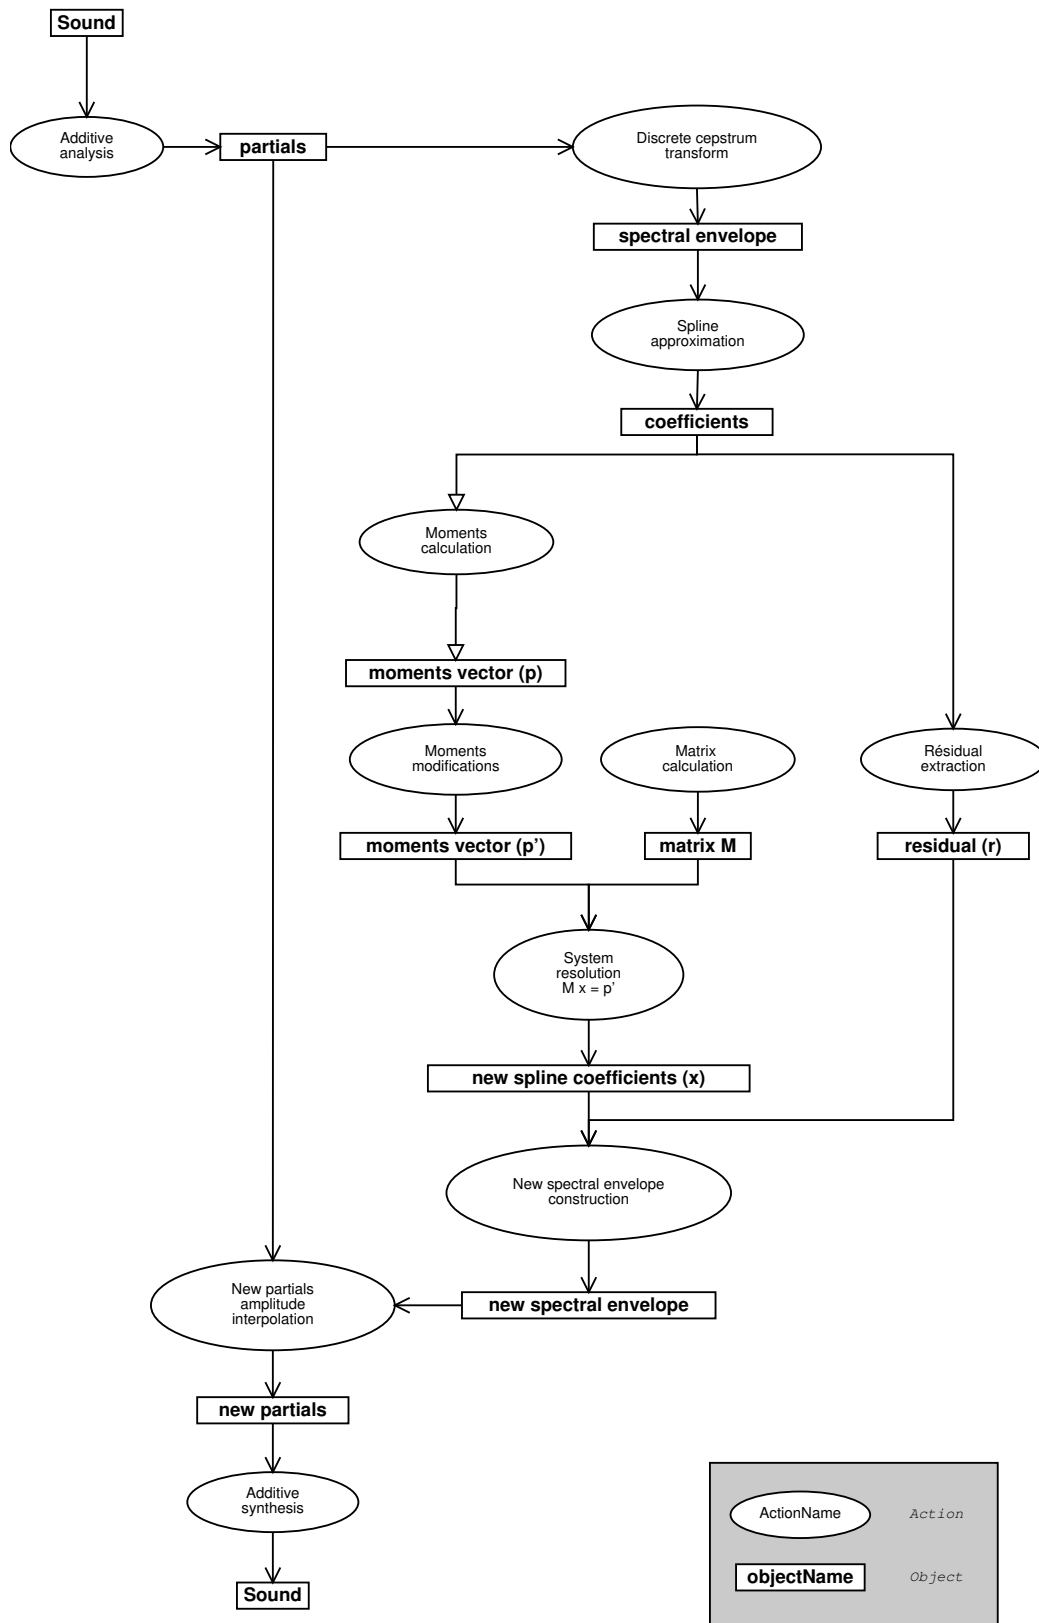 Sound
Additive
analysis
partials
Discrete cepstrum
transform
spectral envelope
Spline
approximation
coefficients
Moments
calculation
moments vector (p)
Moments
modifications
Matrix
calculation
Résidual
extraction
moments vector (p')
matrix M
residual (r)
System
resolution
M x = p'
new spline coefficients (x)
New spectral envelope
construction
New partials
amplitude
interpolation
new spectral envelope
new partials
Additive
synthesis
Sound
ActionName
Action
objectName
Object